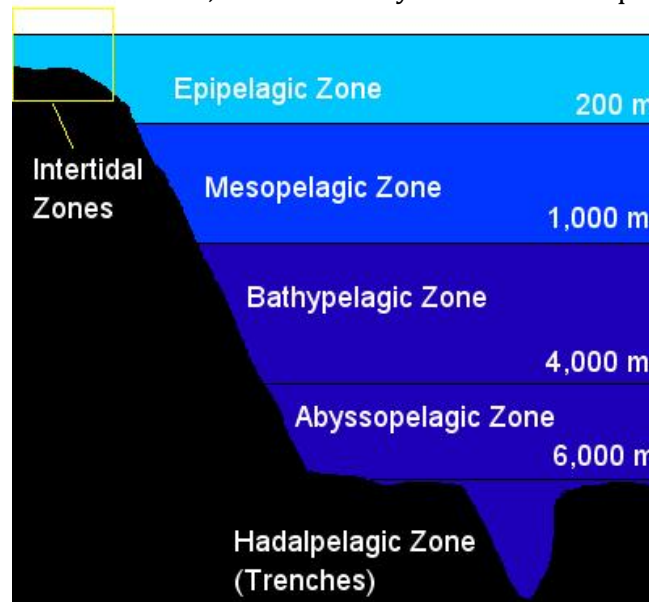 Epipelagic Zone
200 m
Intertidal
Zones
Mesopelagic Zone
1,000 m
Bathypelagic Zone
4,000 m
Abyssopelagic Zone
6,000 m
Hadalpelagic Zone
(Trenches)